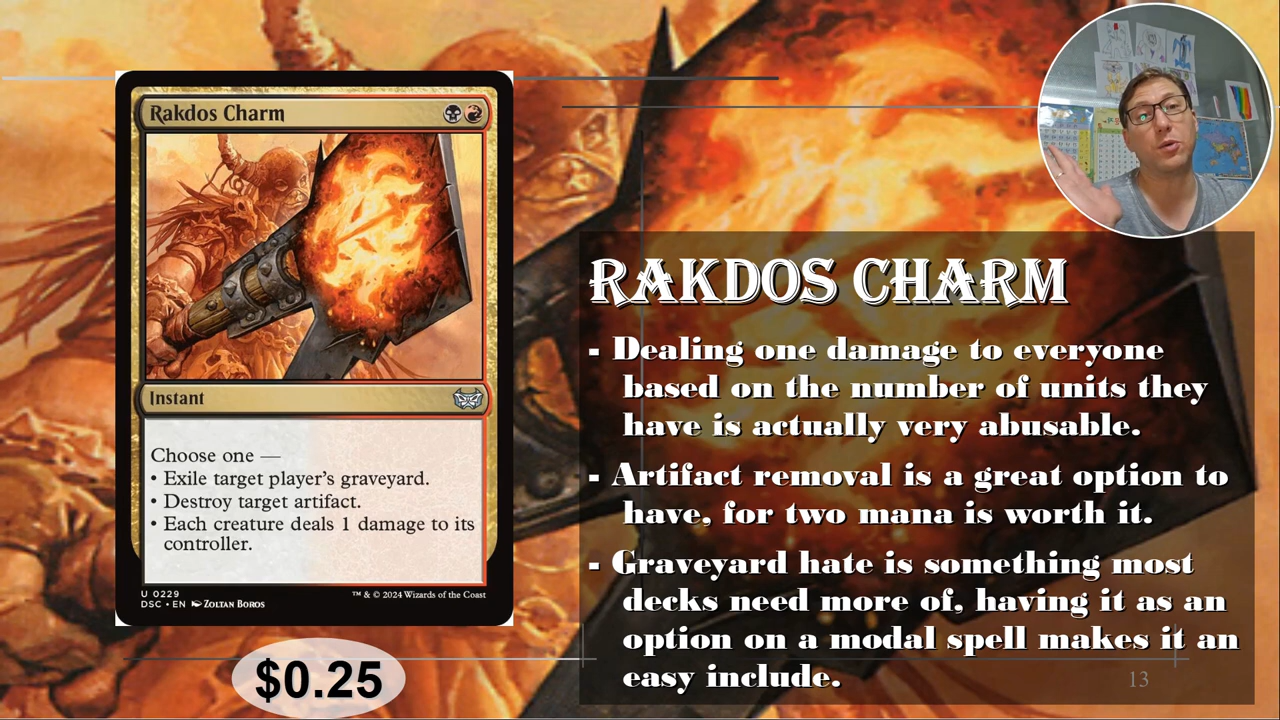 Rakdos Charm
Instant
Choose one —
• Exile target player's graveyard.
• Destroy target artifact.
• Each creature deals 1 damage to its
controller.
U 0229
DSC • EN Zoltan Boros
™ & © 2024 Wizards of the Coast
$0.25
RAKDOS CHARM
- Dealing one damage to everyone
based on the number of units they
have is actually very abusable.
- Artifact removal is a great option to
have, for two mana is worth it.
- Graveyard hate is something most
decks need more of, having it as an
option on a modal spell makes it an
easy include.
13